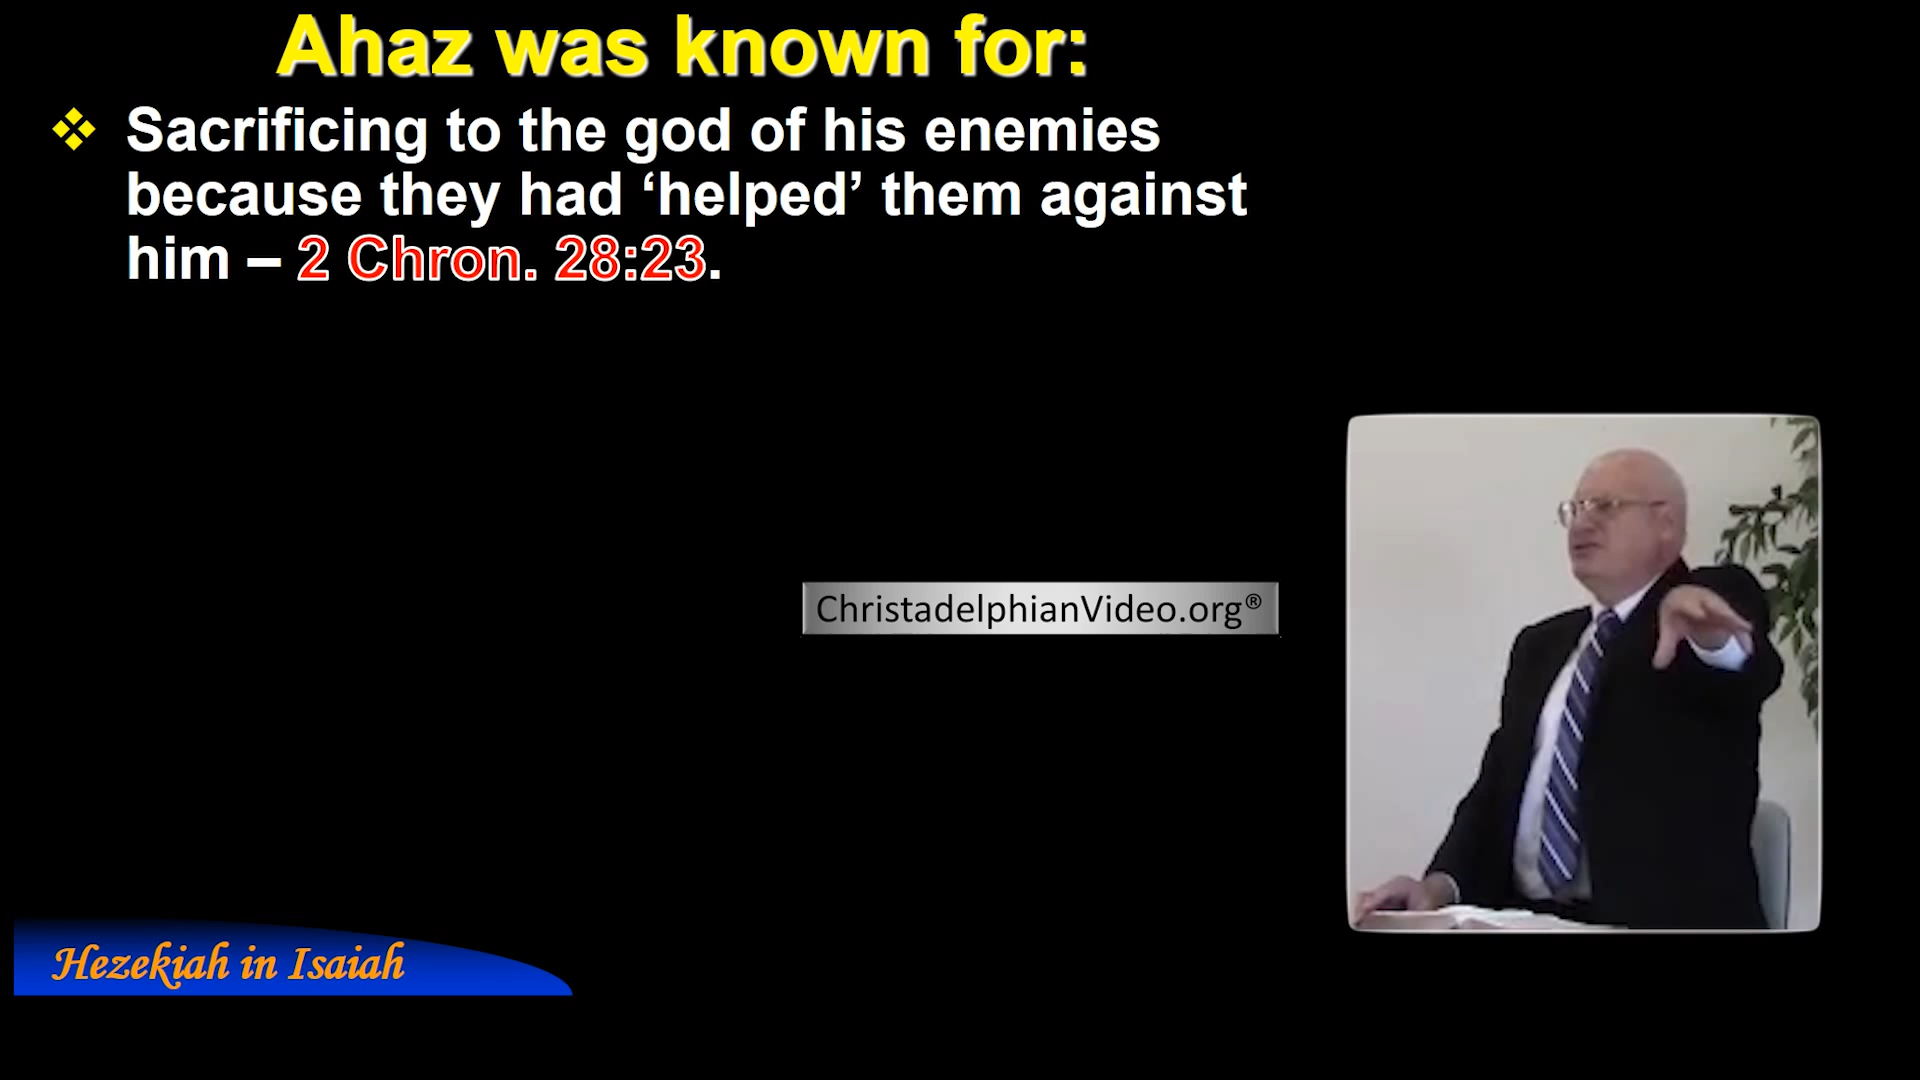 Ahaz was known for:
❖ Sacrificing to the god of his enemies
because they had ‘helped’ them against
him – 2 Chron. 28:23.
ChristadelphianVideo.org®
Hezekiah in Isaiah